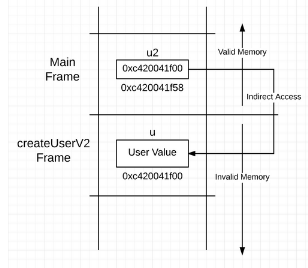 u2
Valid Memory
Main
Frame
0xc420041f00
0xc420041f58
Indirect Access
u
createUserV2
Frame
User Value
0xc420041f00
Invalid Memory